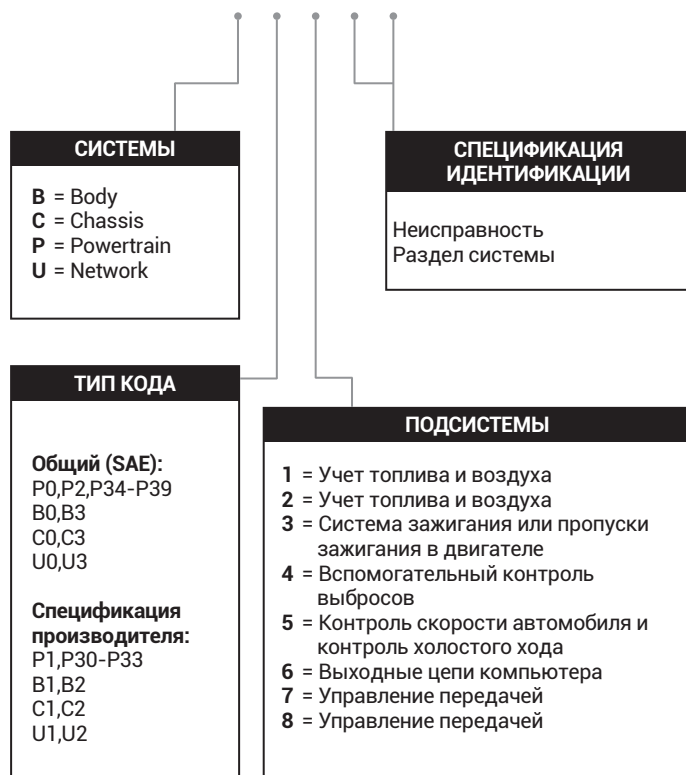 СИСТЕМЫ
B = Body
C = Chassis
P = Powertrain
U = Network
СПЕЦИФИКАЦИЯ
ИДЕНТИФИКАЦИИ
Неисправность
Раздел системы
ТИП КОДА
Общий (SAE):
P0,P2,P34-P39
B0,B3
C0,C3
U0,U3
Спецификация
производителя:
P1,P30-P33
B1,B2
C1,C2
U1,U2
ПОДСИСТЕМЫ
1 = Учет топлива и воздуха
2 = Учет топлива и воздуха
3 = Система зажигания или пропуски
зажигания в двигателе
4 = Вспомогательный контроль
выбросов
5 = Контроль скорости автомобиля и
контроль холостого хода
6 = Выходные цепи компьютера
7 = Управление передачей
8 = Управление передачей